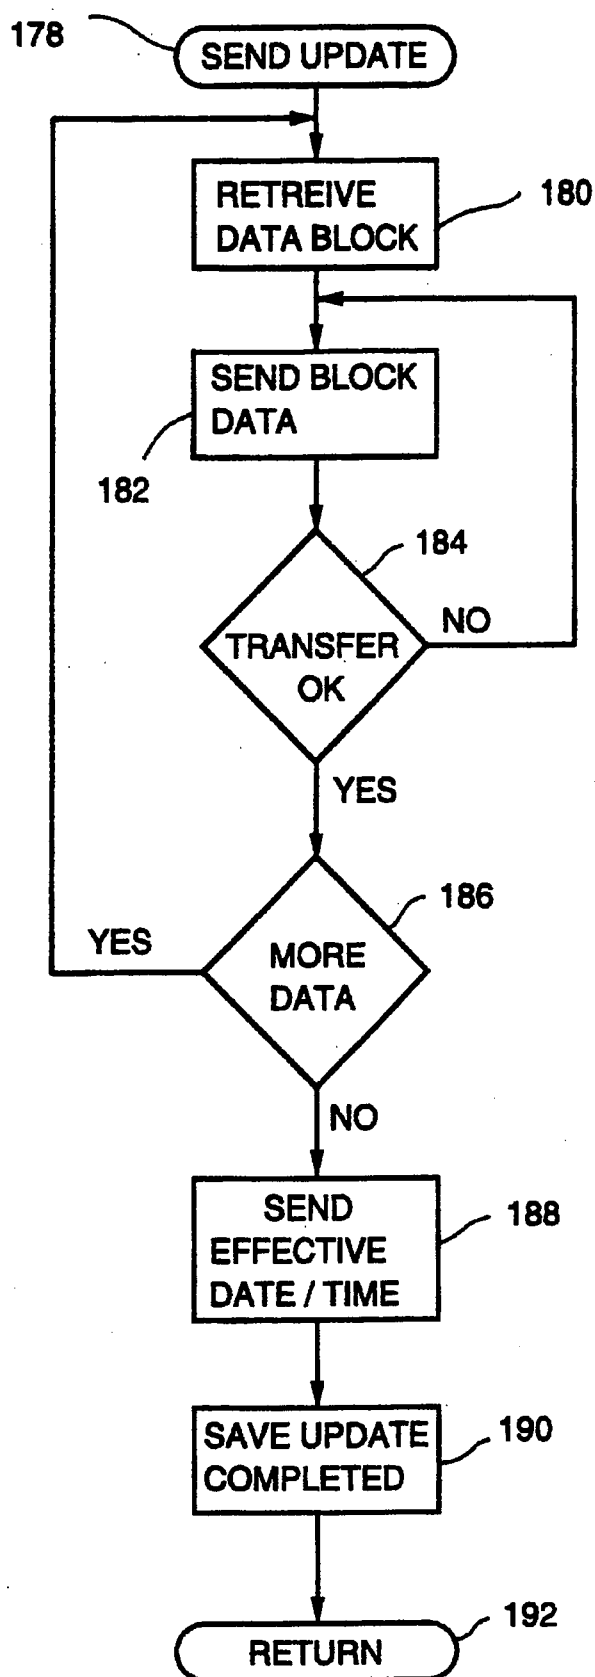 178
SEND UPDATE
RETREIVE
DATA BLOCK
180
SEND BLOCK
DATA
182
184
TRANSFER
OK
NO
YES
186
YES
MORE
DATA
NO
SEND
EFFECTIVE
DATE / TIME
188
SAVE UPDATE
COMPLETED
190
192
RETURN